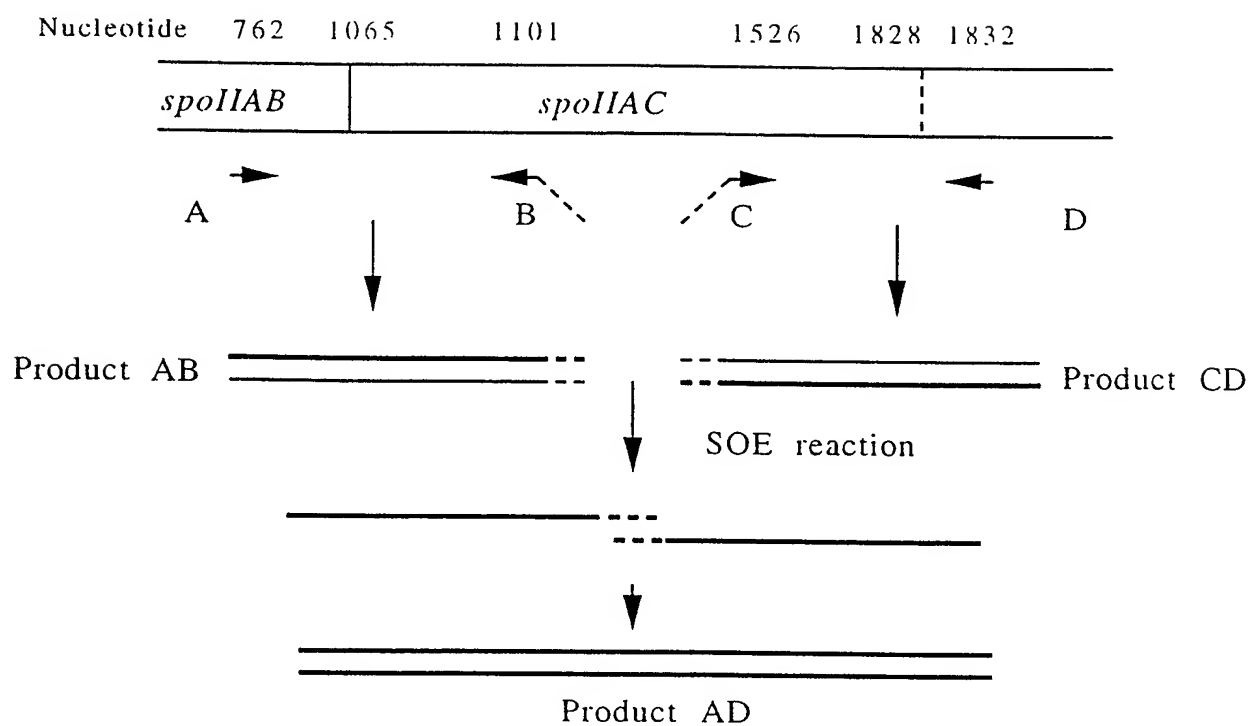 Nucleotide 762 1065 1101 1526 1828 1832
spoIIAB spoIIAC
A B C D
Product AB Product CD
SOE reaction
Product AD